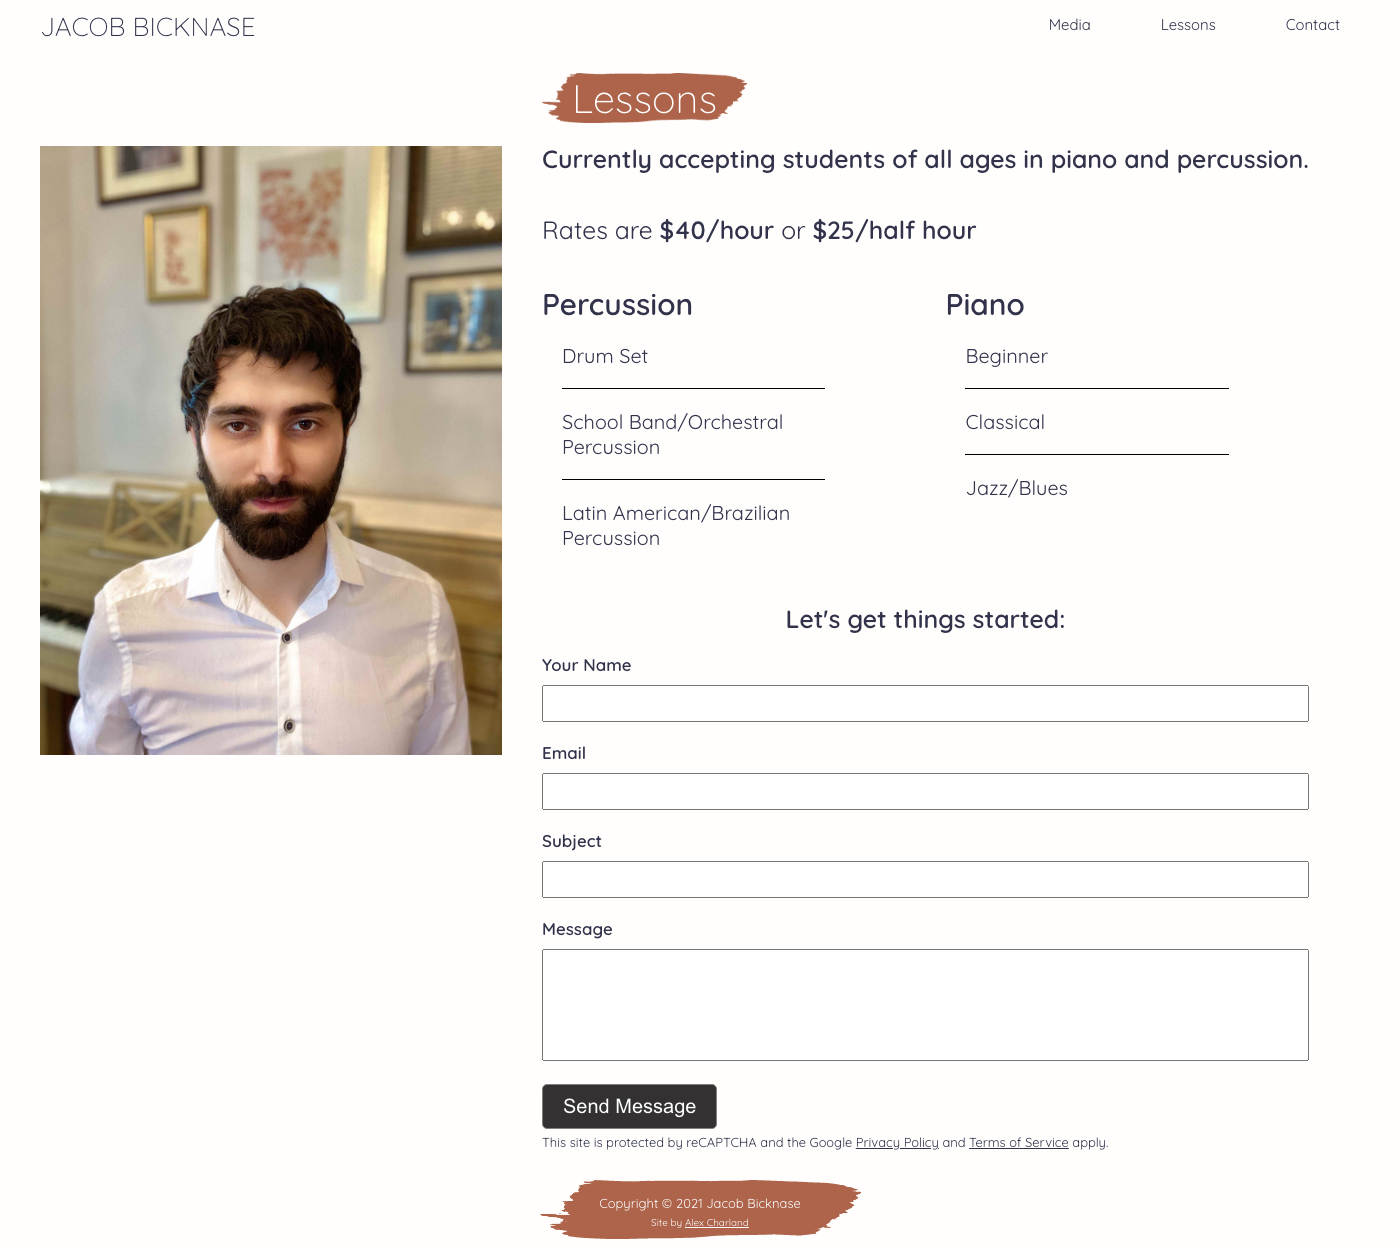 JACOB BICKNASE
Media
Lessons
Contact
Lessons
Currently accepting students of all ages in piano and percussion.
Rates are $40/hour or $25/half hour
Percussion
Drum Set
School Band/Orchestral
Percussion
Latin American/Brazilian
Percussion
Piano
Beginner
Classical
Jazz/Blues
Let's get things started:
Your Name
Email
Subject
Message
Send Message
This site is protected by reCAPTCHA and the Google Privacy Policy and Terms of Service apply.
Copyright © 2021 Jacob Bicknase
Site by Alex Charland